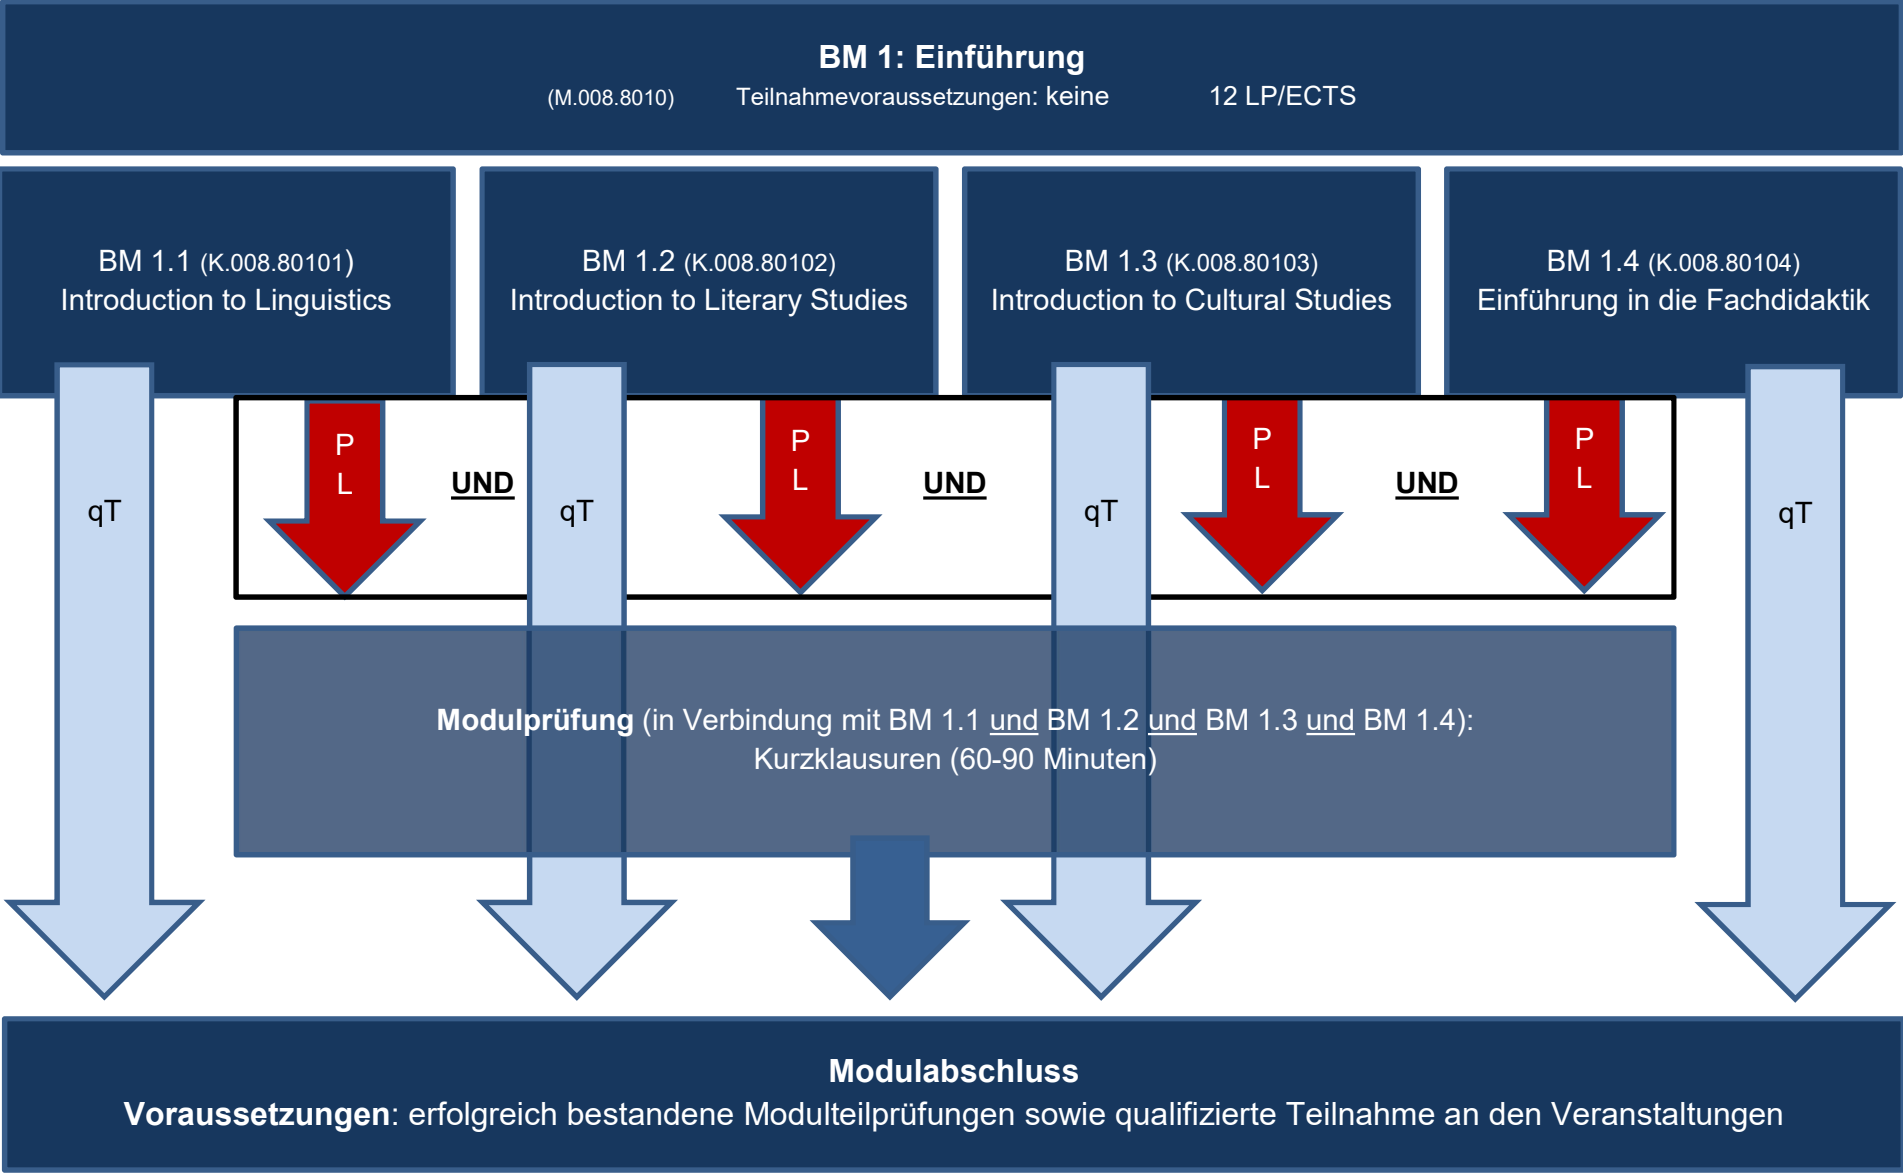 BM 1: Einführung
(M.008.8010) Teilnahmevoraussetzungen: keine 12 LP/ECTS
BM 1.1 (K.008.80101)
Introduction to Linguistics
BM 1.2 (K.008.80102)
Introduction to Literary Studies
BM 1.3 (K.008.80103)
Introduction to Cultural Studies
BM 1.4 (K.008.80104)
Einführung in die Fachdidaktik
qT
P
L
UND
qT
P
L
UND
qT
P
L
UND
P
L
qT
Modulprüfung (in Verbindung mit BM 1.1 und BM 1.2 und BM 1.3 und BM 1.4):
Kurzklausuren (60-90 Minuten)
Modulabschluss
Voraussetzungen: erfolgreich bestandene Modulteilprüfungen sowie qualifizierte Teilnahme an den Veranstaltungen